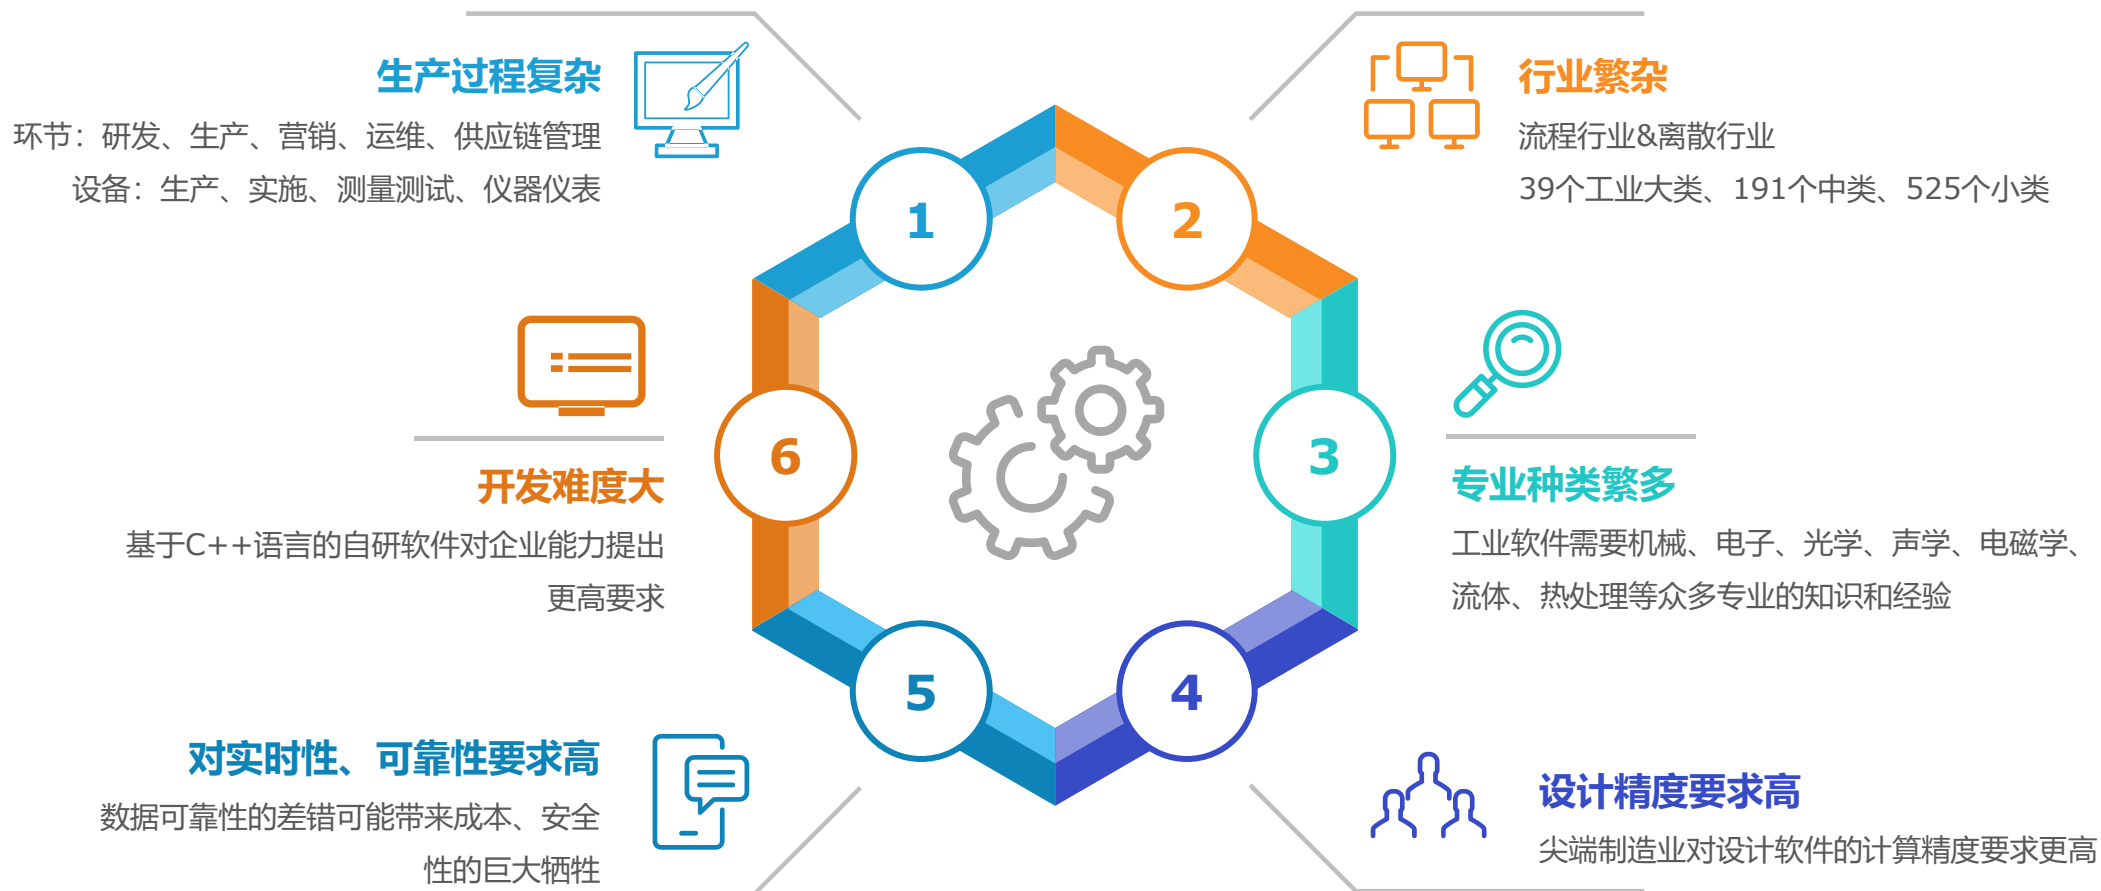 生产过程复杂
环节：研发、生产、营销、运维、供应链管理
设备：生产、实施、测量测试、仪器仪表
1
行业繁杂
流程行业&离散行业
39个工业大类、191个中类、525个小类
2
专业种类繁多
工业软件需要机械、电子、光学、声学、电磁学、
流体、热处理等众多专业的知识和经验
3
设计精度要求高
尖端制造业对设计软件的计算精度要求更高
4
对实时性、可靠性要求高
数据可靠性的差错可能带来成本、安全
性的巨大牺牲
5
开发难度大
基于C++语言的自研软件对企业能力提出
更高要求
6